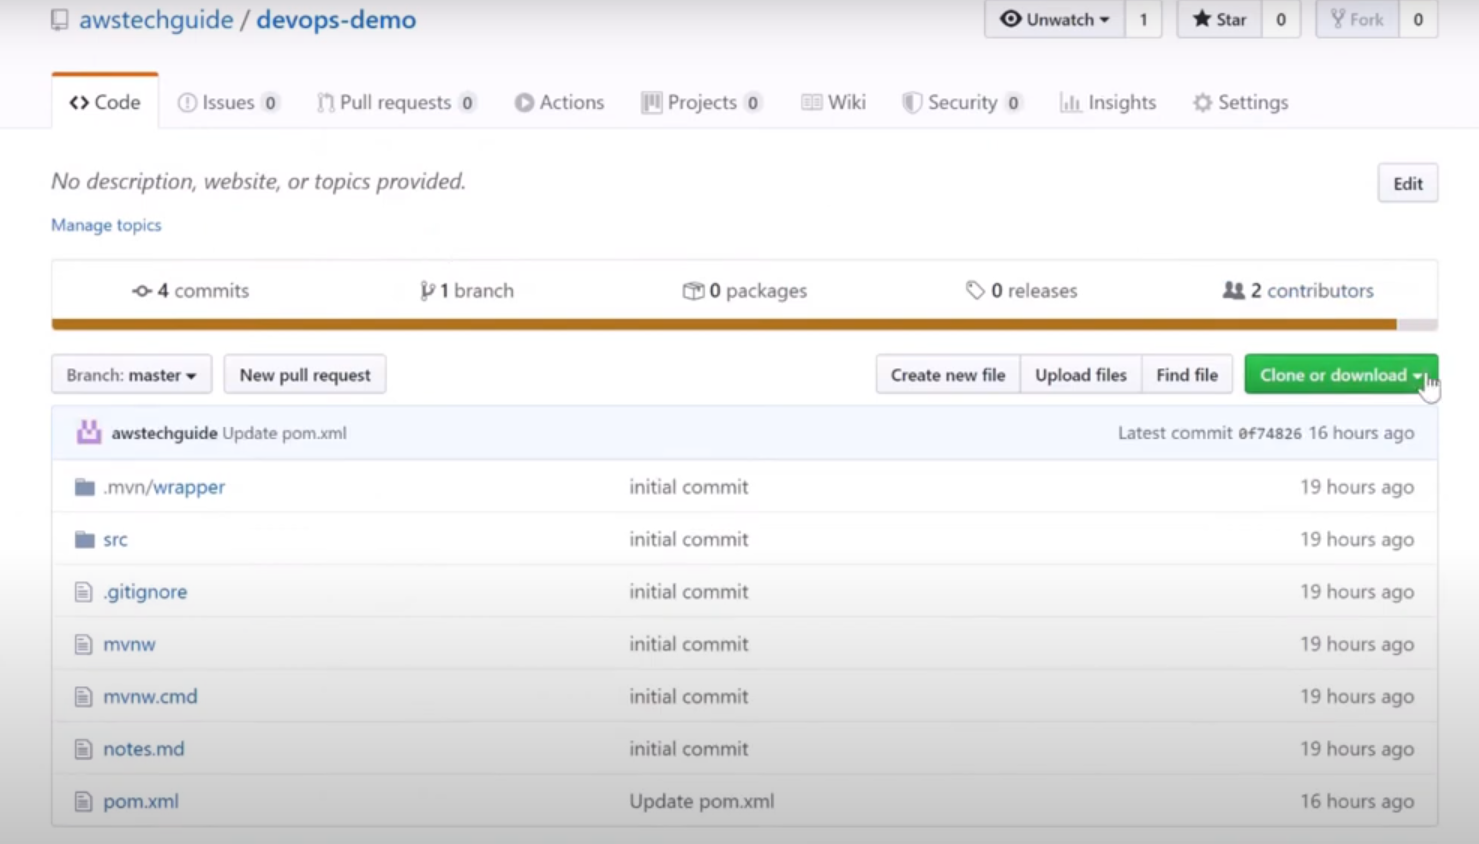 awstechguide / devops-demo
Unwatch 1 Star 0 Fork 0
Code Issues 0 Pull requests 0 Actions Projects 0 Wiki Security 0 Insights Settings
No description, website, or topics provided. Edit
Manage topics
4 commits 1 branch 0 packages 0 releases 2 contributors
Branch: master New pull request Create new file Upload files Find file Clone or download
awstechguide Update pom.xml Latest commit 0f74826 16 hours ago
.mvn/wrapper initial commit 19 hours ago
src initial commit 19 hours ago
.gitignore initial commit 19 hours ago
mvnw initial commit 19 hours ago
mvnw.cmd initial commit 19 hours ago
notes.md initial commit 19 hours ago
pom.xml Update pom.xml 16 hours ago